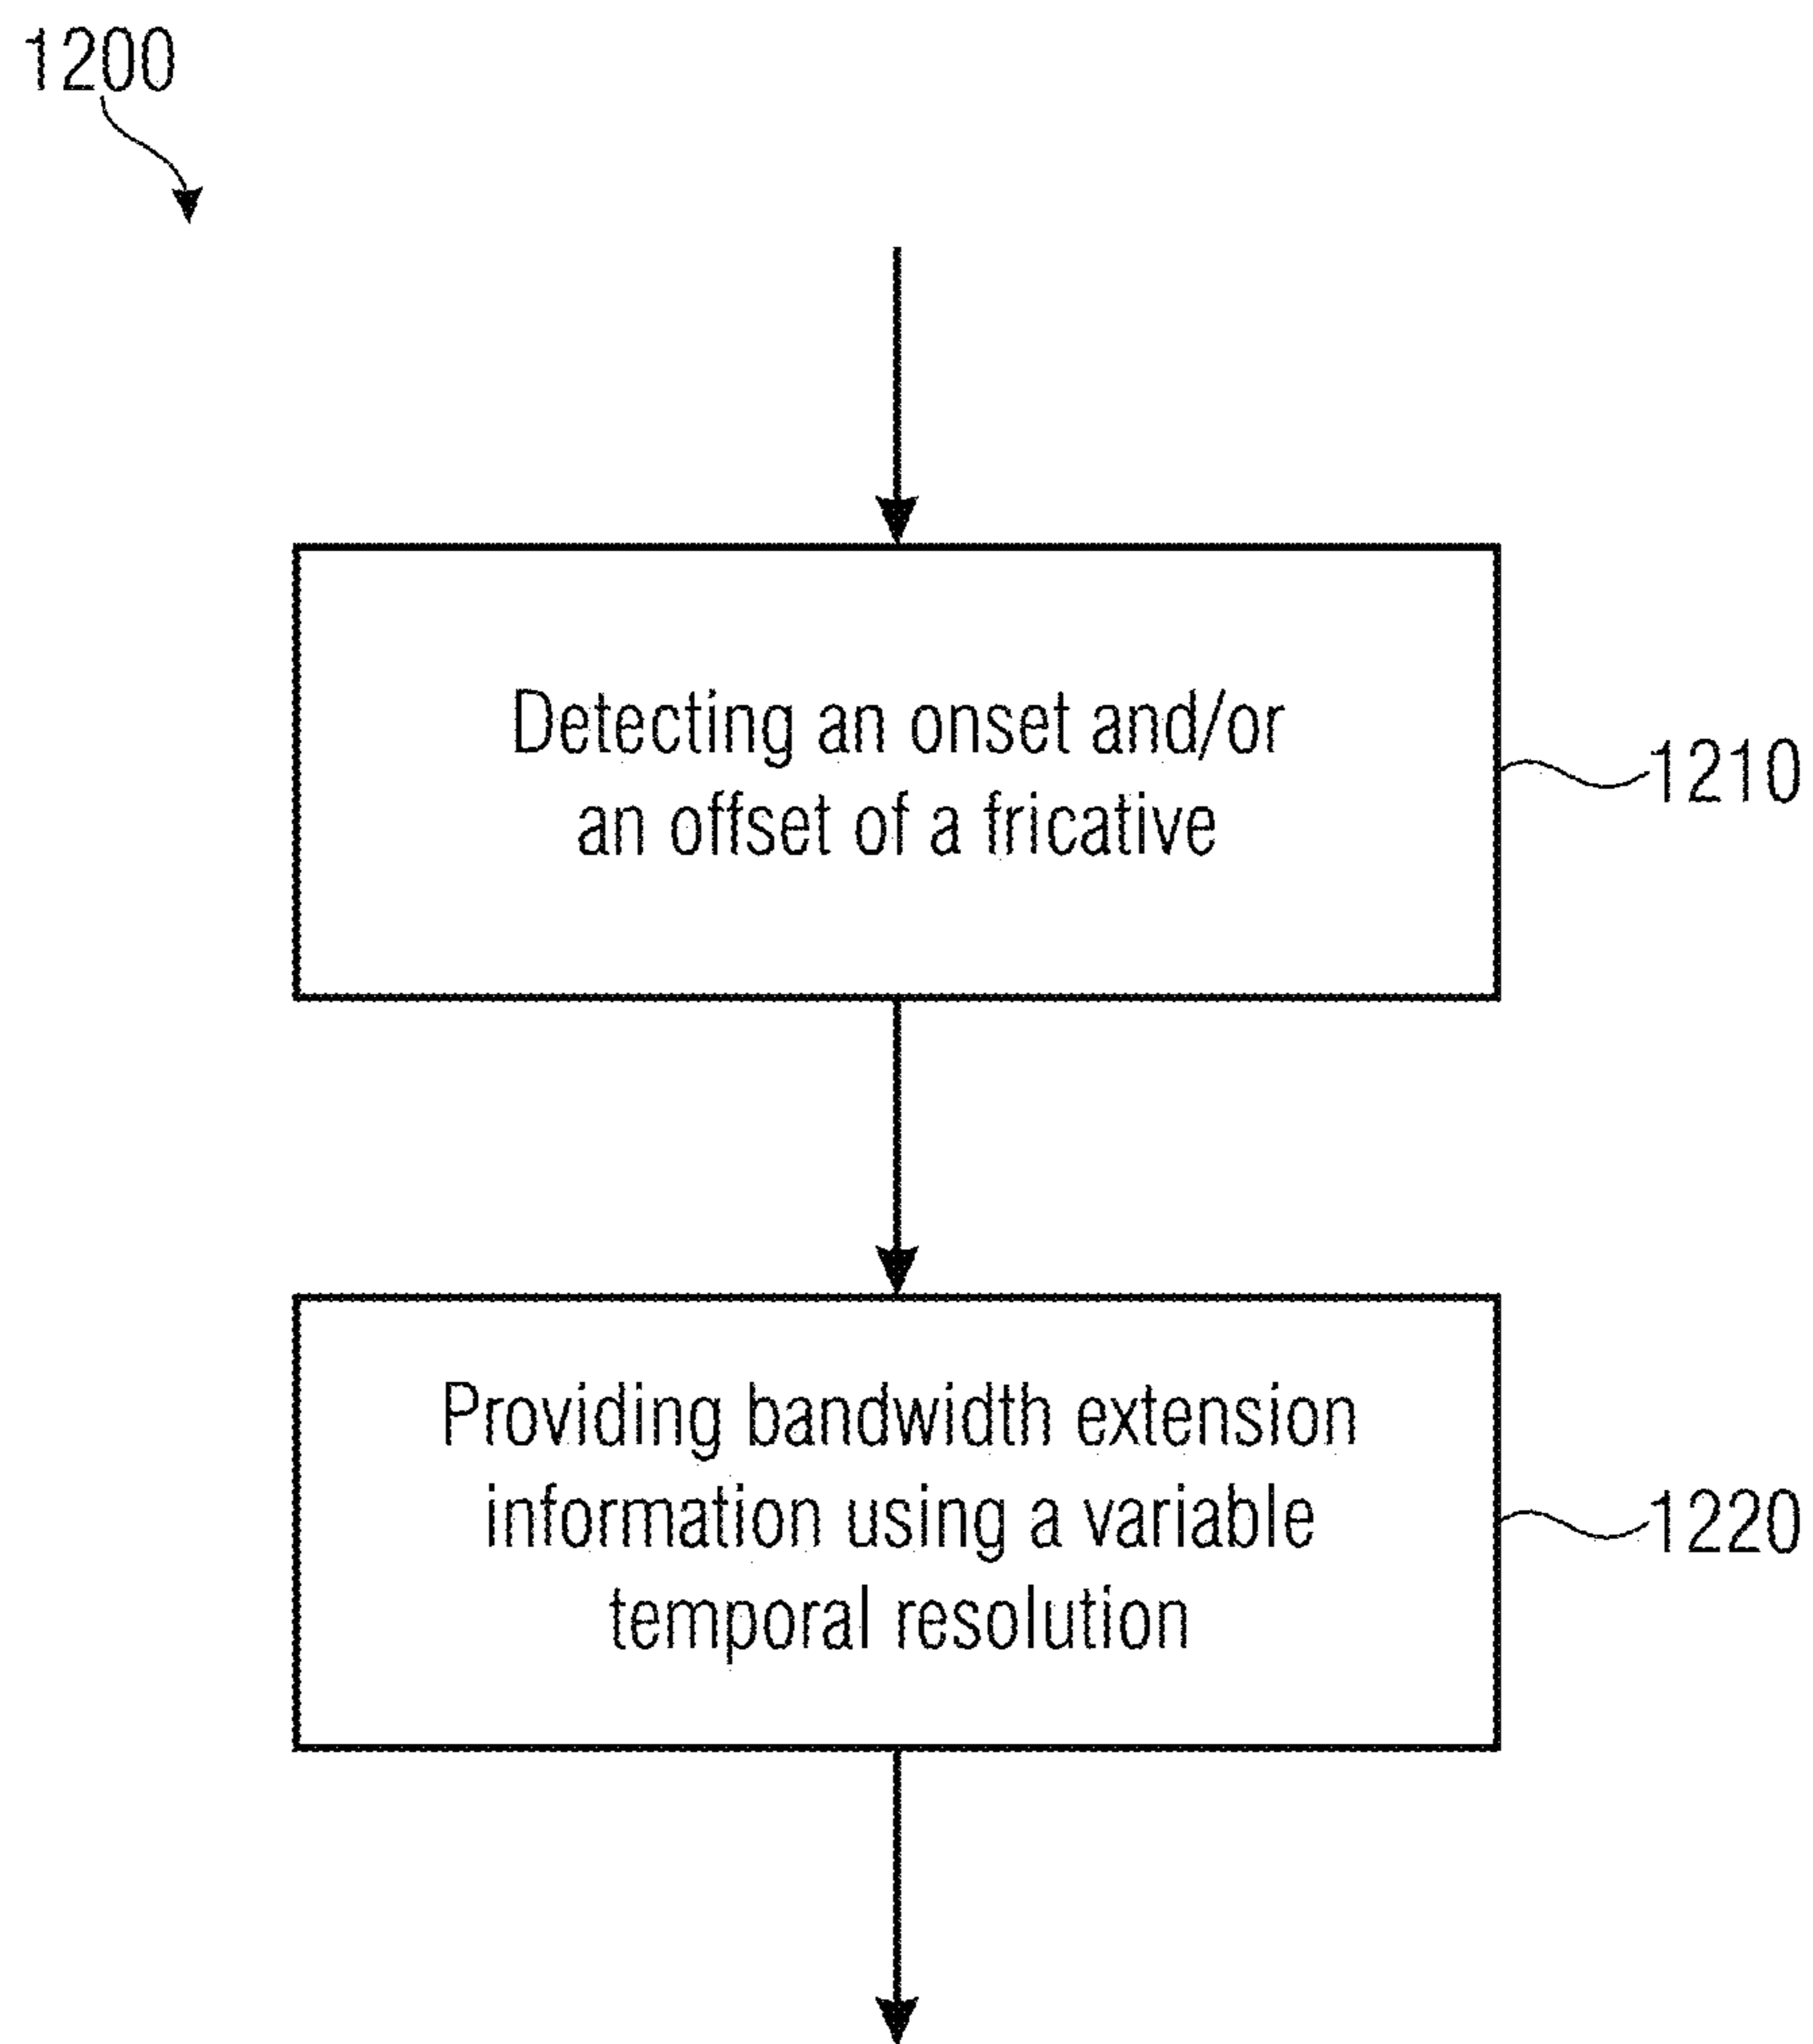 1200
Detecting an onset and/or
an offset of a fricative
1210
Providing bandwidth extension
information using a variable
temporal resolution
1220